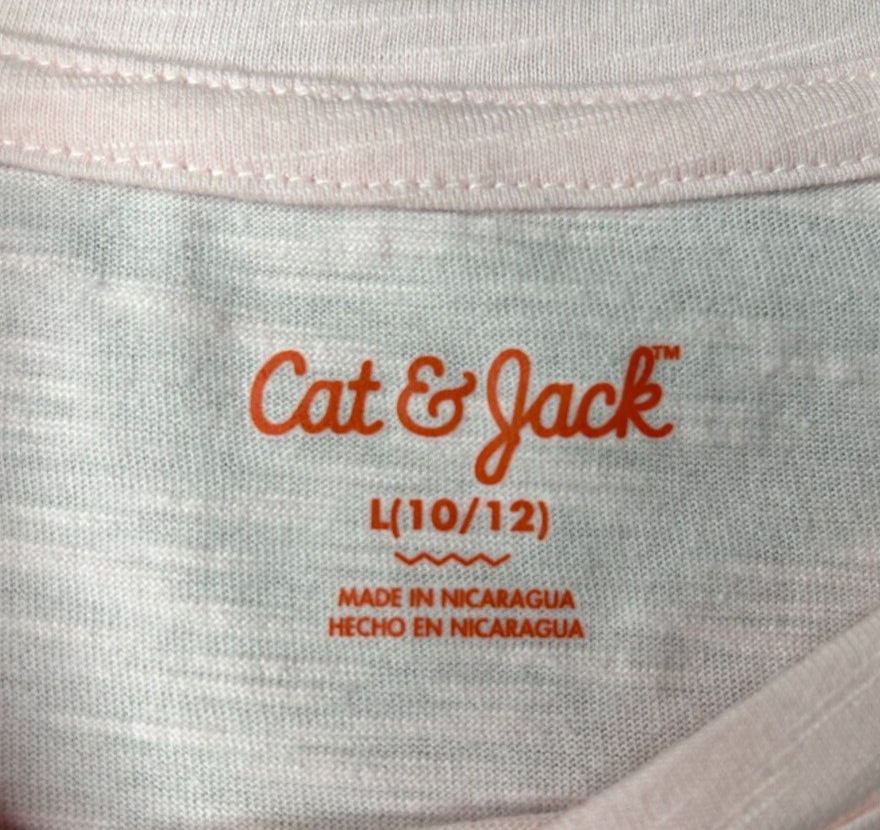 Cat & Jack™
L(10/12)
MADE IN NICARAGUA
HECHO EN NICARAGUA